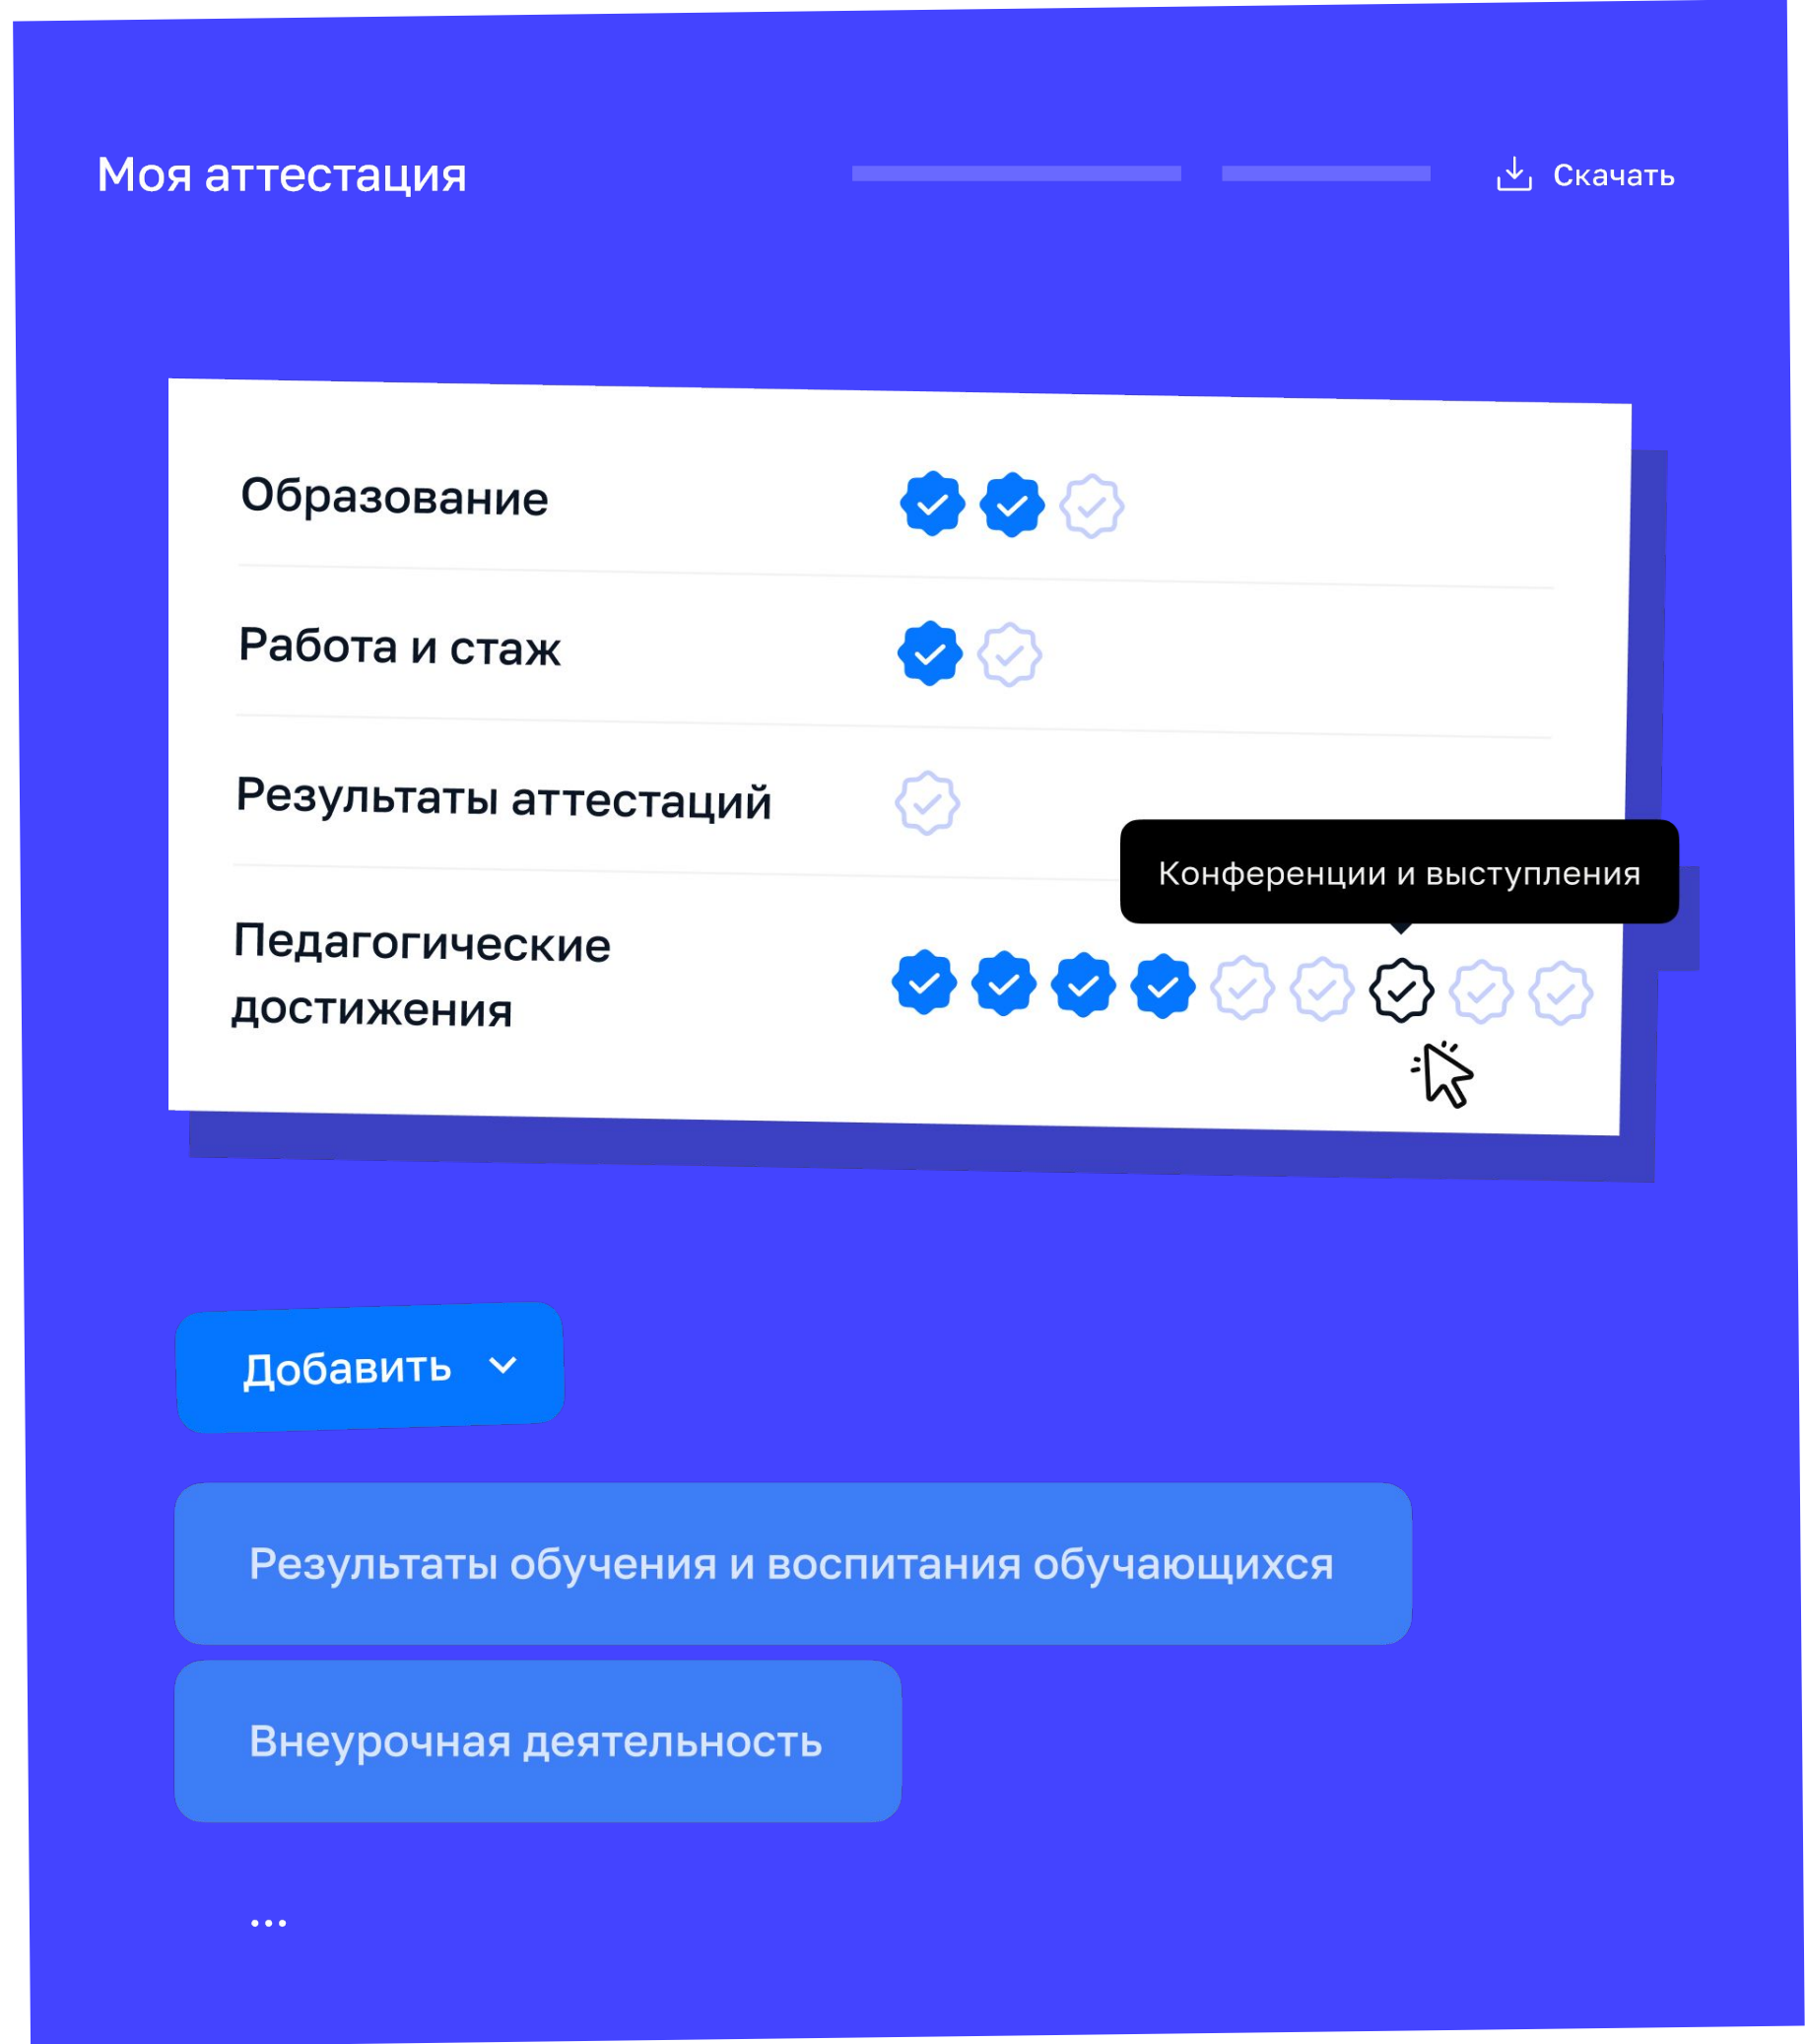 Моя аттестация
Скачать
Образование
Работа и стаж
Результаты аттестаций
Конференции и выступления
Педагогические
достижения
Добавить
Результаты обучения и воспитания обучающихся
Внеурочная деятельность
...